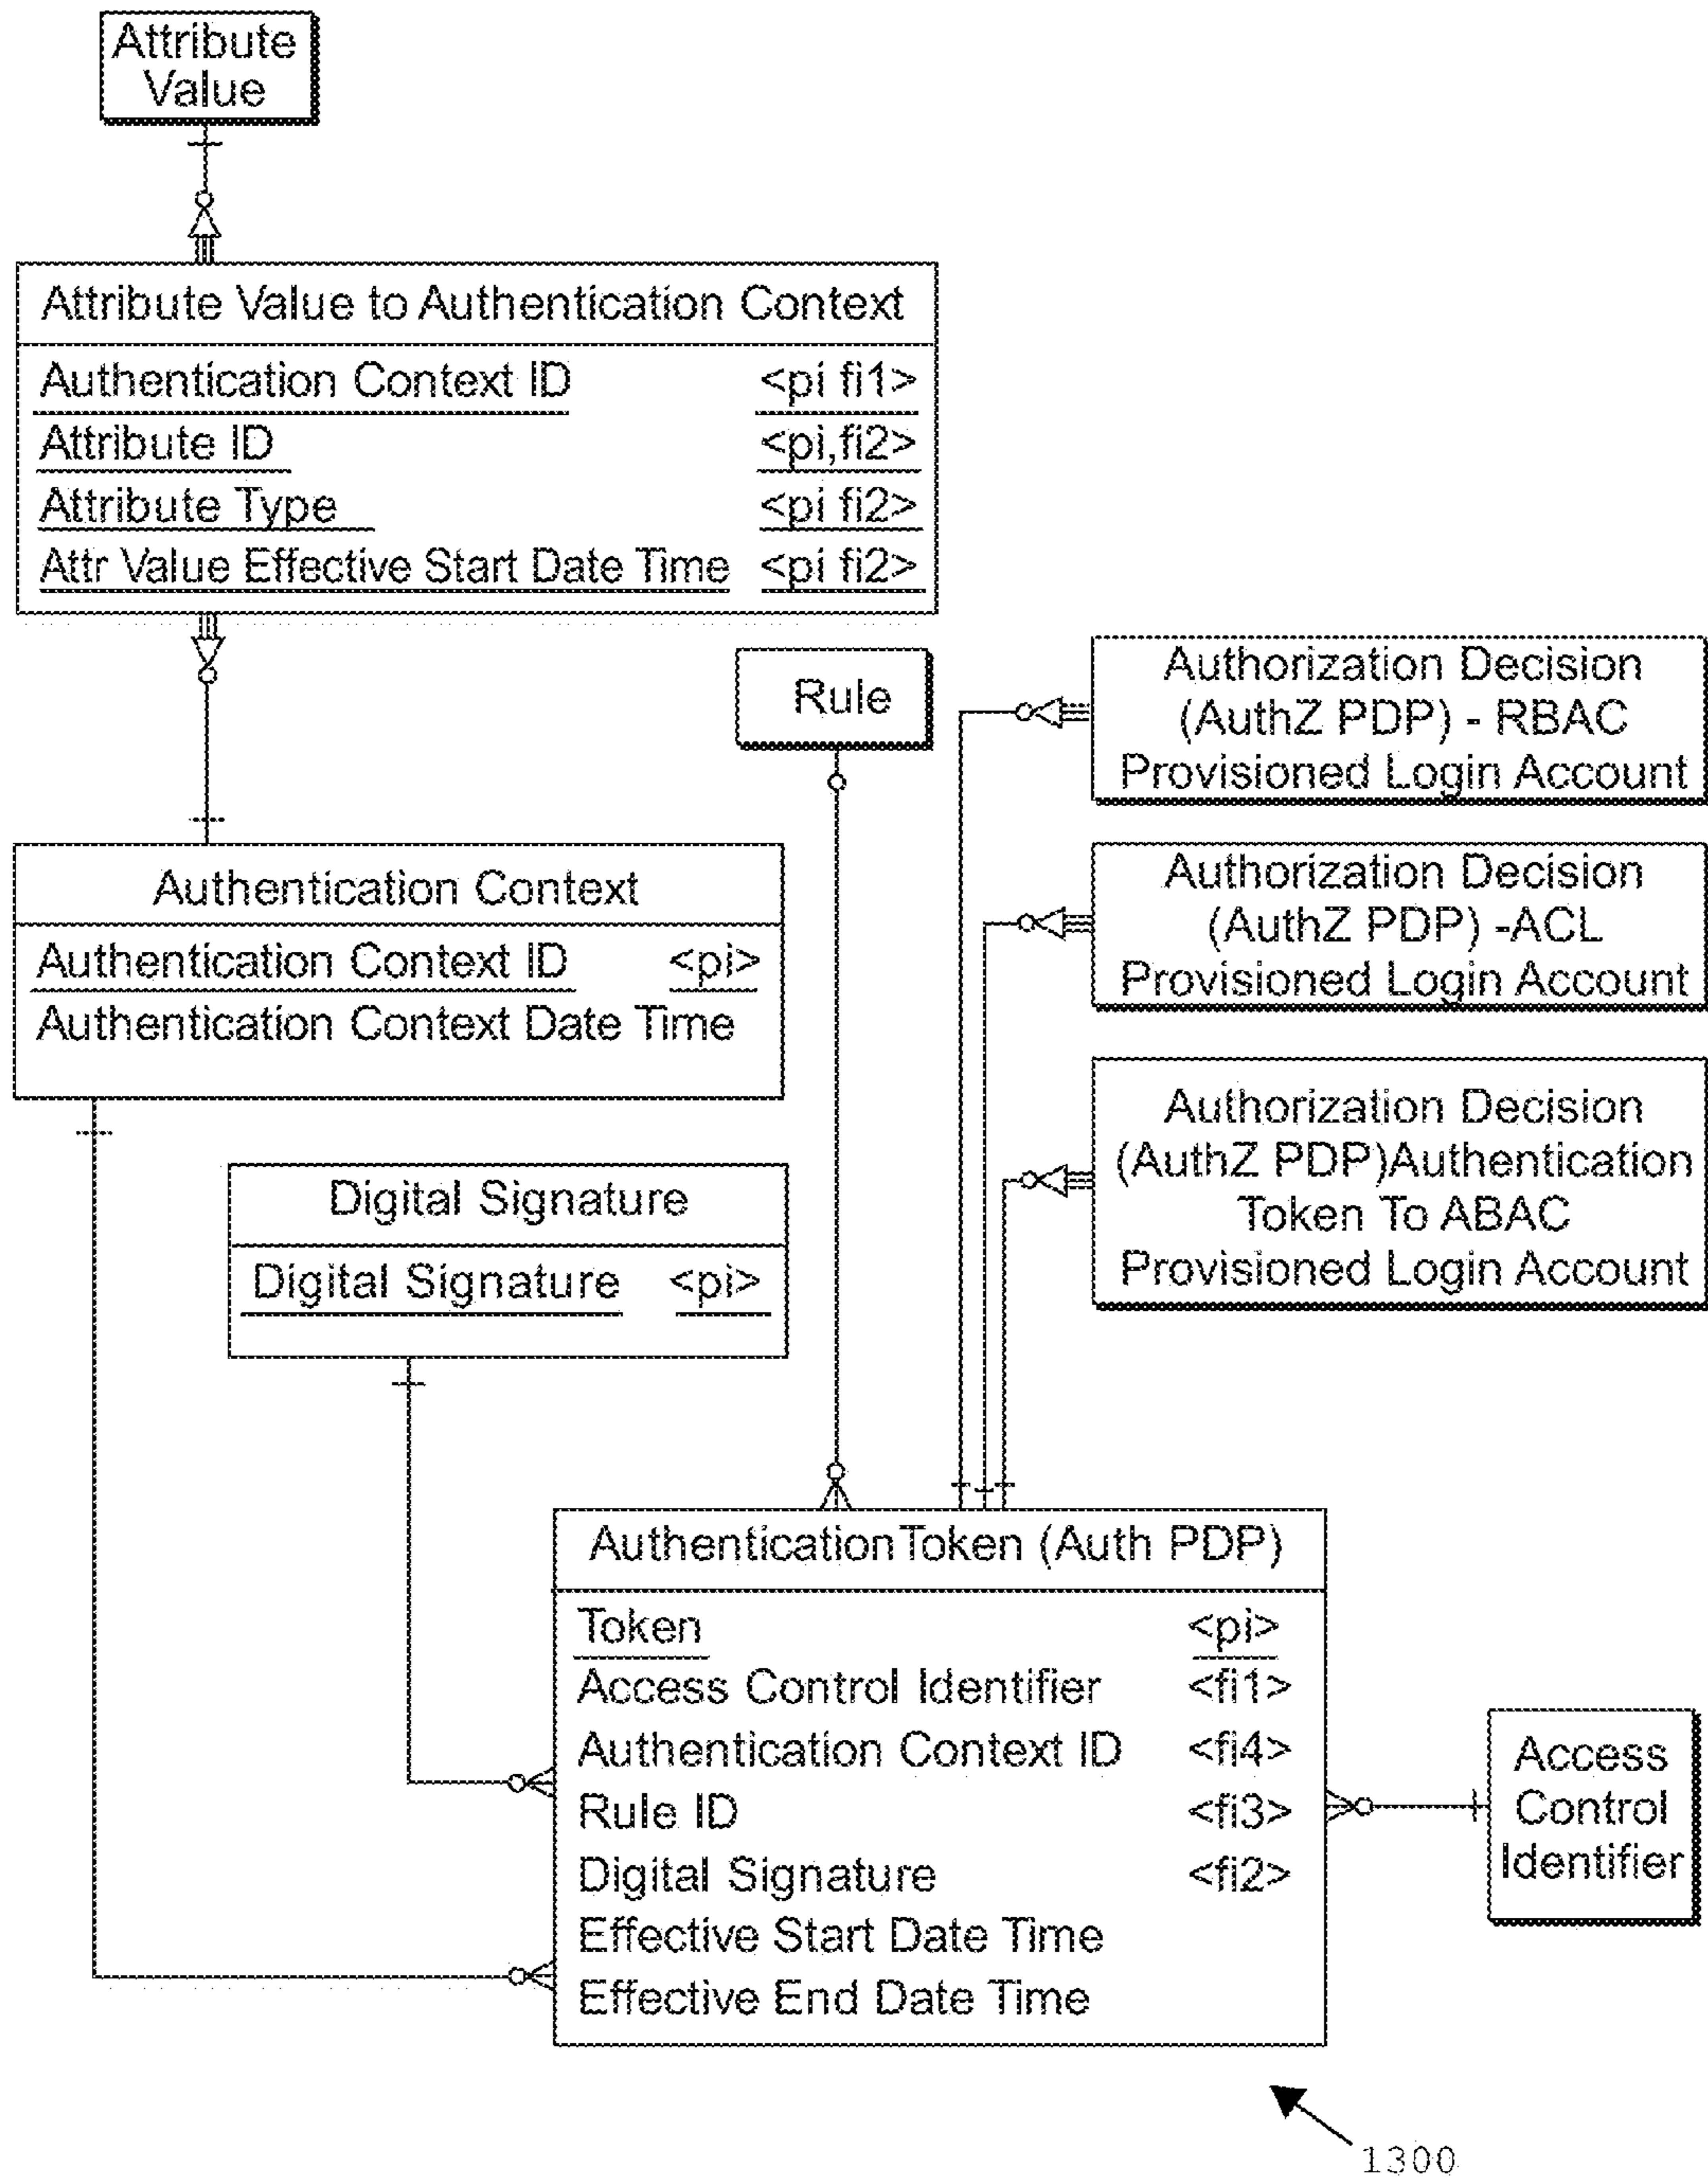 Attribute
Value
Attribute Value to Authentication Context
Authentication Context ID <pi fi1>
Attribute ID <pi,fi2>
Attribute Type <pi fi2>
Attr Value Effective Start Date Time <pi fi2>
Rule
Authorization Decision
(AuthZ PDP) - RBAC
Provisioned Login Account
Authorization Decision
(AuthZ PDP) -ACL
Provisioned Login Account
Authentication Context
Authentication Context ID <pi>
Authentication Context Date Time
Authorization Decision
(AuthZ PDP)Authentication
Token To ABAC
Provisioned Login Account
Digital Signature
Digital Signature <pi>
AuthenticationToken (Auth PDP)
Token <pi>
Access Control Identifier <fi1>
Authentication Context ID <fi4>
Rule ID <fi3>
Digital Signature <fi2>
Effective Start Date Time
Effective End Date Time
Access
Control
Identifier
1300